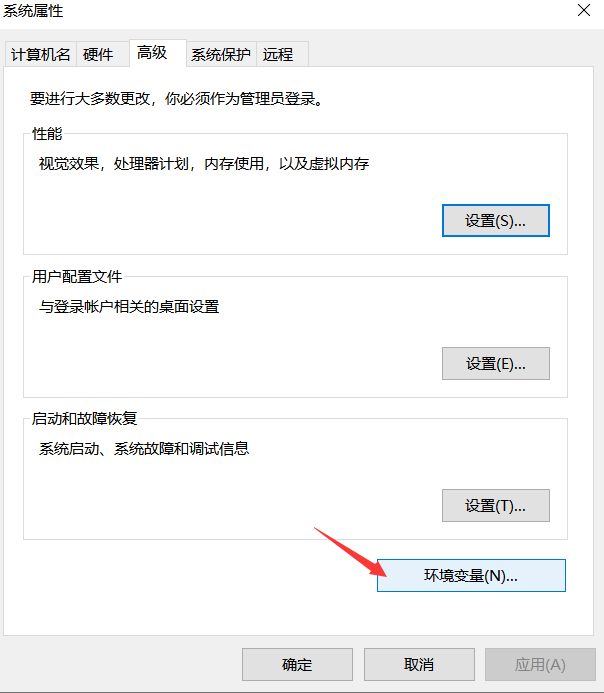 系统属性
计算机名 硬件 高级 系统保护 远程
要进行大多数更改，你必须作为管理员登录。
性能
视觉效果，处理器计划，内存使用，以及虚拟内存
设置(S)...
用户配置文件
与登录帐户相关的桌面设置
设置(E)...
启动和故障恢复
系统启动、系统故障和调试信息
设置(T)...
环境变量(N)...
确定 取消 应用(A)